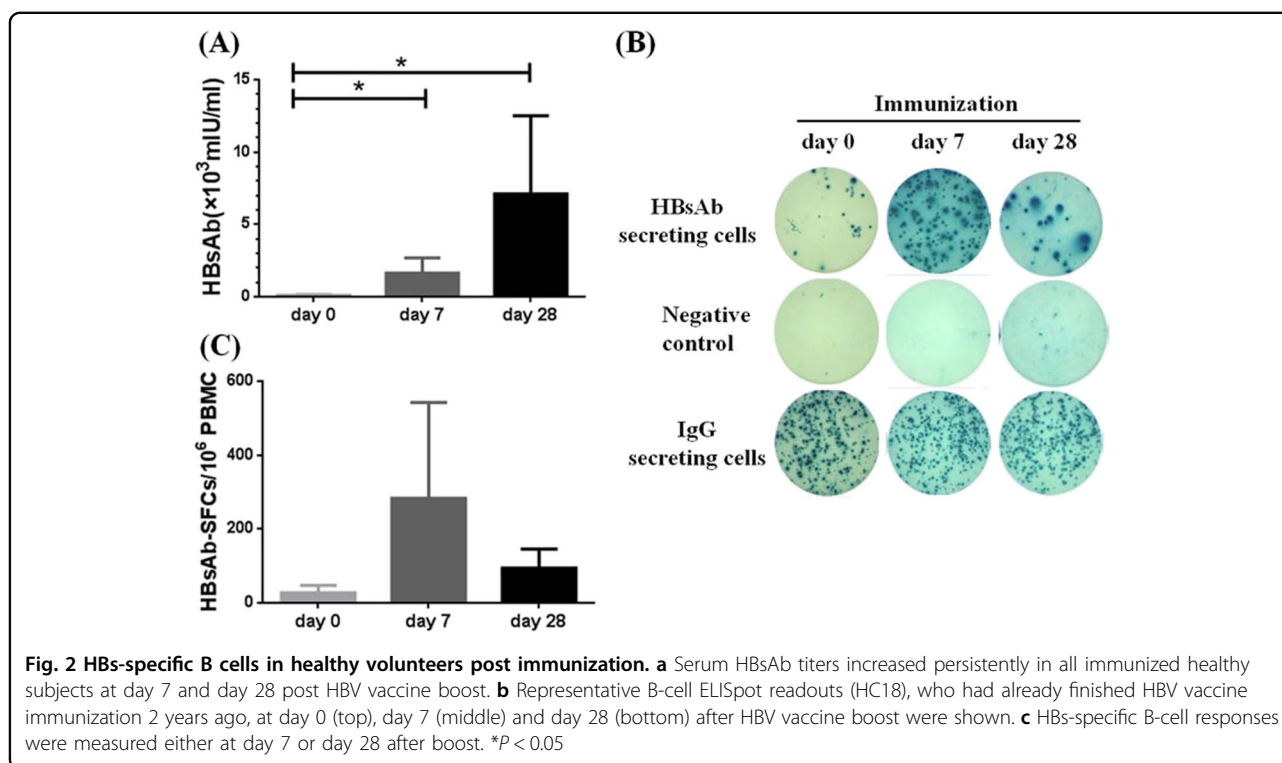 (A)
*
*
15
10
5
0
HBsAb(×10³mIU/ml)
day 0 day 7 day 28
(B)
Immunization
day 0 day 7 day 28
HBsAb
secreting cells
Negative
control
IgG
secreting cells
(C)
600
400
200
0
HBsAb-SFCs/10⁶ PBMC
day 0 day 7 day 28
Fig. 2 HBs-specific B cells in healthy volunteers post immunization. a Serum HBsAb titers increased persistently in all immunized healthy
subjects at day 7 and day 28 post HBV vaccine boost. b Representative B-cell ELISpot readouts (HC18), who had already finished HBV vaccine
immunization 2 years ago, at day 0 (top), day 7 (middle) and day 28 (bottom) after HBV vaccine boost were shown. c HBs-specific B-cell responses
were measured either at day 7 or day 28 after boost. *P < 0.05